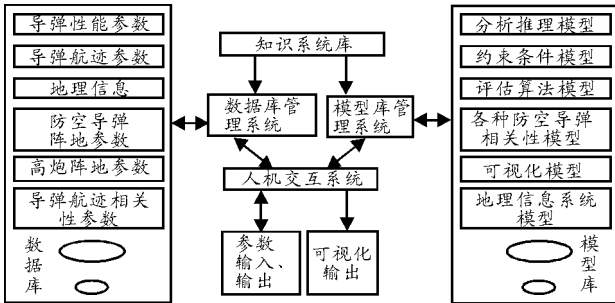 导弹性能参数
导弹航迹参数
地理信息
防空导弹
阵地参数
高炮阵地参数
导弹航迹相关
性参数
数
据
库
知识系统库
数据库管
理系统
模型库管
理系统
人机交互系统
参数
输入、
输出
可视化
输出
分析推理模型
约束条件模型
评估算法模型
各种防空导弹
相关性模型
可视化模型
地理信息系统
模型
模
型
库